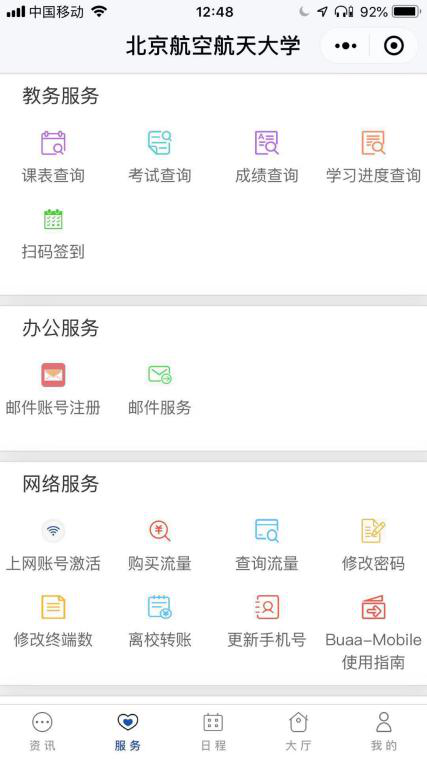 中国移动 12:48 92%
北京航空航天大学
教务服务
课表查询 考试查询 成绩查询 学习进度查询
扫码签到
办公服务
邮件账号注册 邮件服务
网络服务
上网账号激活 购买流量 查询流量 修改密码
修改终端数 离校转账 更新手机号 Buaa-Mobile
使用指南
资讯 服务 日程 大厅 我的